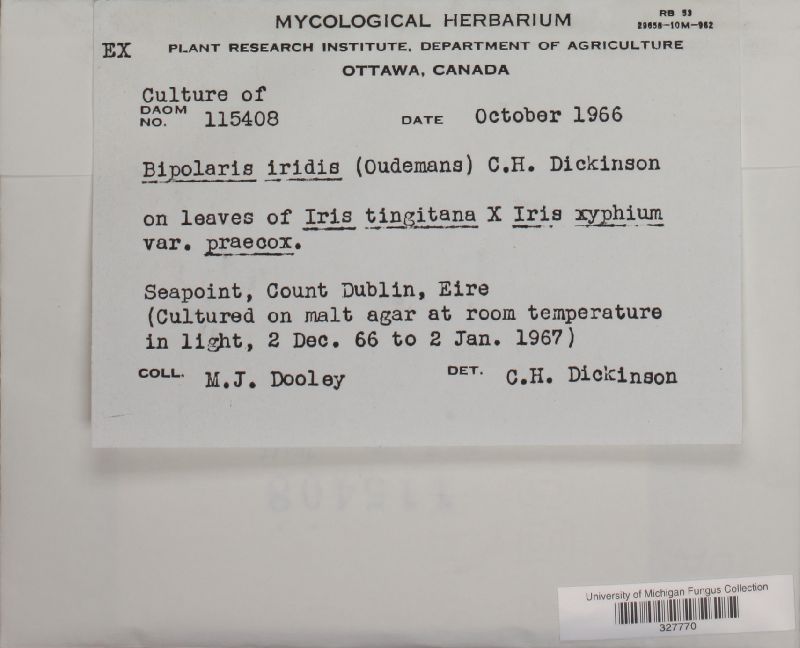 MYCOLOGICAL HERBARIUM
RB 53
29656-10M-962
EX PLANT RESEARCH INSTITUTE, DEPARTMENT OF AGRICULTURE
OTTAWA, CANADA
Culture of
DAOM NO. 115408 DATE October 1966
Bipolaris iridis (Oudemans) C.H. Dickinson
on leaves of Iris tingitana X Iris xyphium
var. praecox.
Seapoint, Count Dublin, Eire
(Cultured on malt agar at room temperature
in light, 2 Dec. 66 to 2 Jan. 1967)
COLL. M.J. Dooley DET. C.H. Dickinson
University of Michigan Fungus Collection
327770